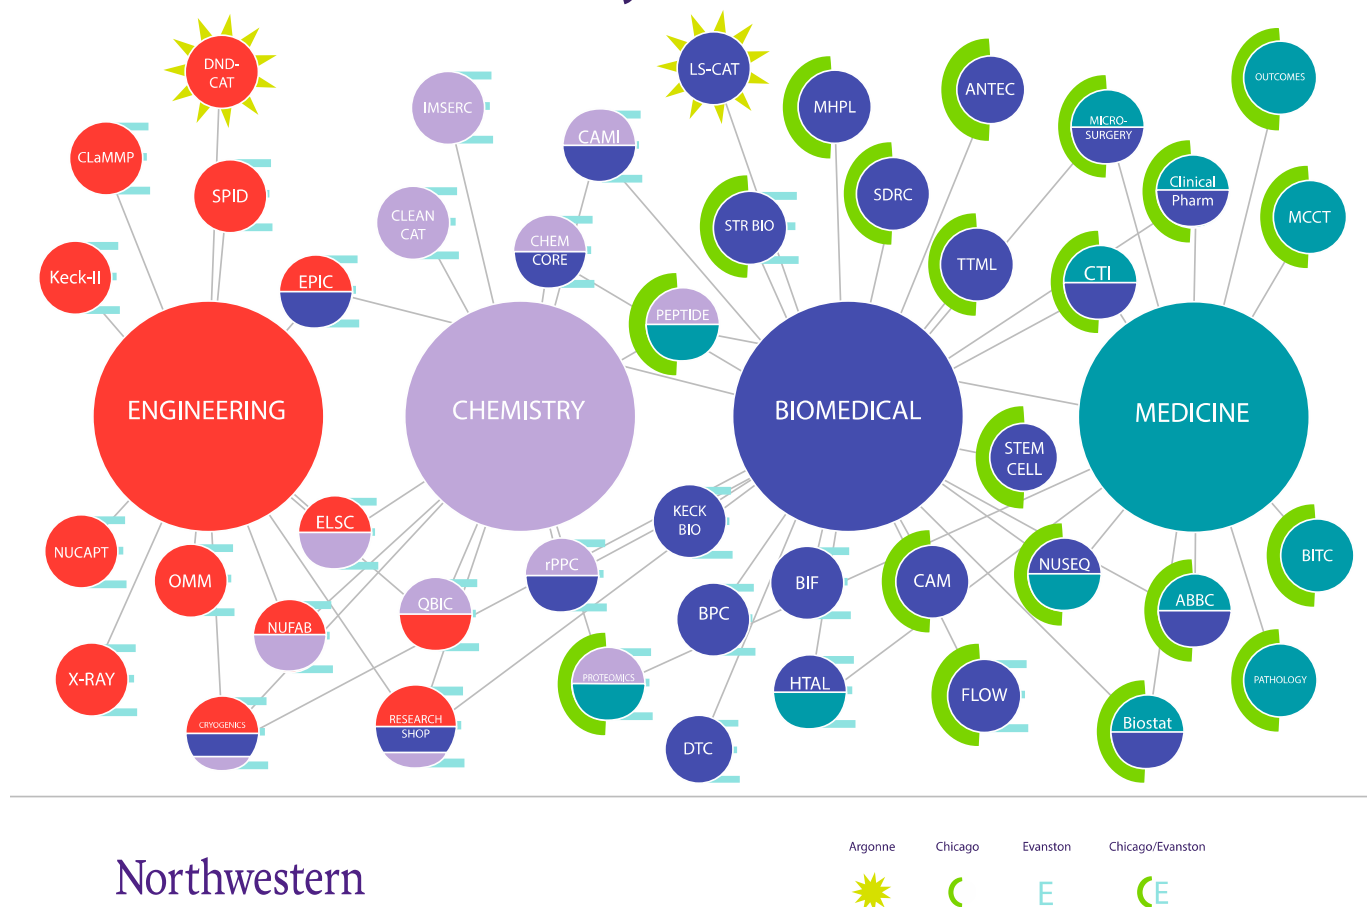 DND-
CAT
LS-CAT
ANTEC
OUTCOMES
IMSERC
MHPL
CAMI
MICRO-
SURGERY
CLaMMP
SPID
CLEAN
CAT
STR BIO
SDRC
Clinical
Pharm
MCCT
CHEM
CORE
TTML
Keck-II
EPIC
CTI
PEPTIDE
ENGINEERING
CHEMISTRY
BIOMEDICAL
MEDICINE
STEM
CELL
KECK
BIO
ELSC
NUCAPT
OMM
rPPC
BIF
CAM
NUSEQ
BITC
QBIC
BPC
ABBC
NUFAB
X-RAY
PROTEOMICS
HTAL
FLOW
PATHOLOGY
CRYOGENICS
RESEARCH
SHOP
DTC
Biostat
Argonne
Chicago
Evanston
Chicago/Evanston
E
E
Northwestern